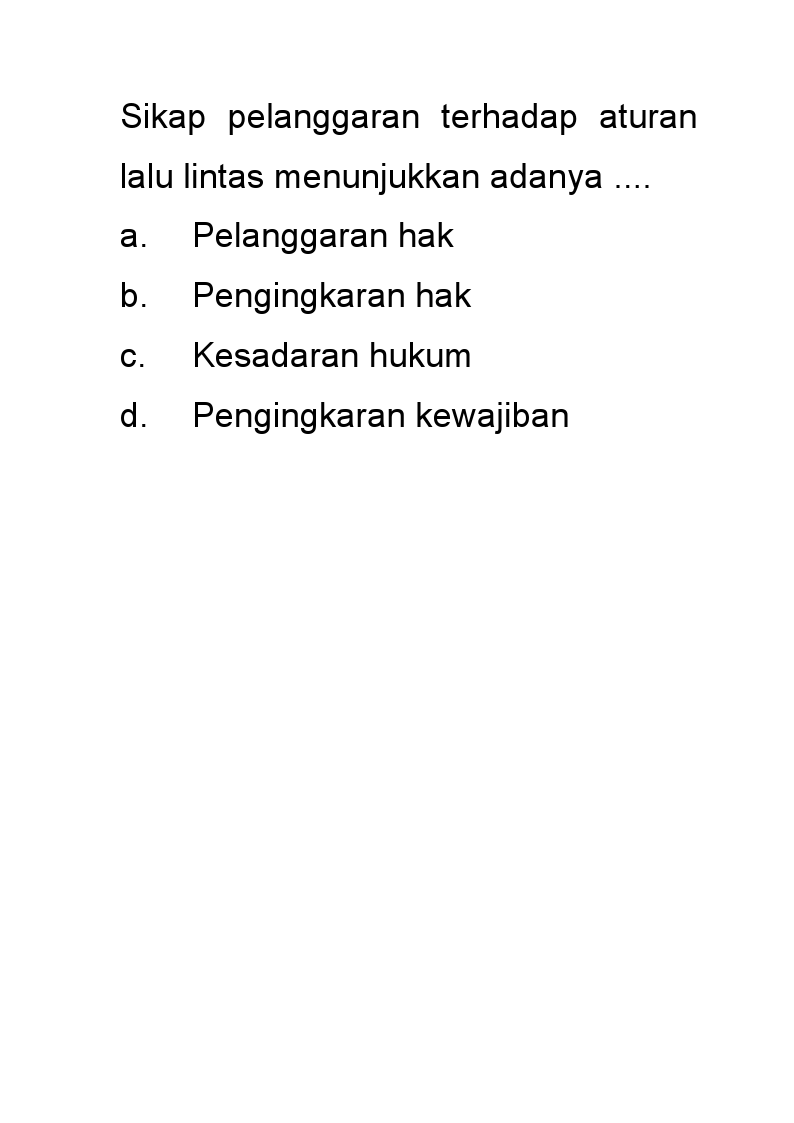 Sikap pelanggaran terhadap aturan
lalu lintas menunjukkan adanya ....
a. Pelanggaran hak
b. Pengingkaran hak
c. Kesadaran hukum
d. Pengingkaran kewajiban